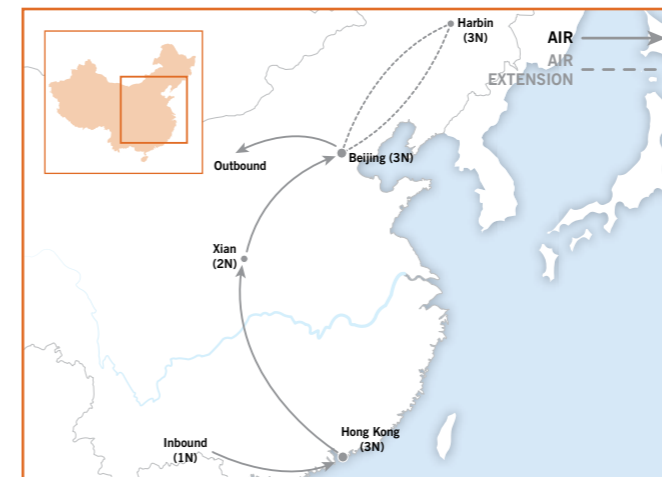 Harbin
(3N)
AIR
AIR
EXTENSION
Outbound
Beijing (3N)
Xian
(2N)
Hong Kong
(3N)
Inbound
(1N)